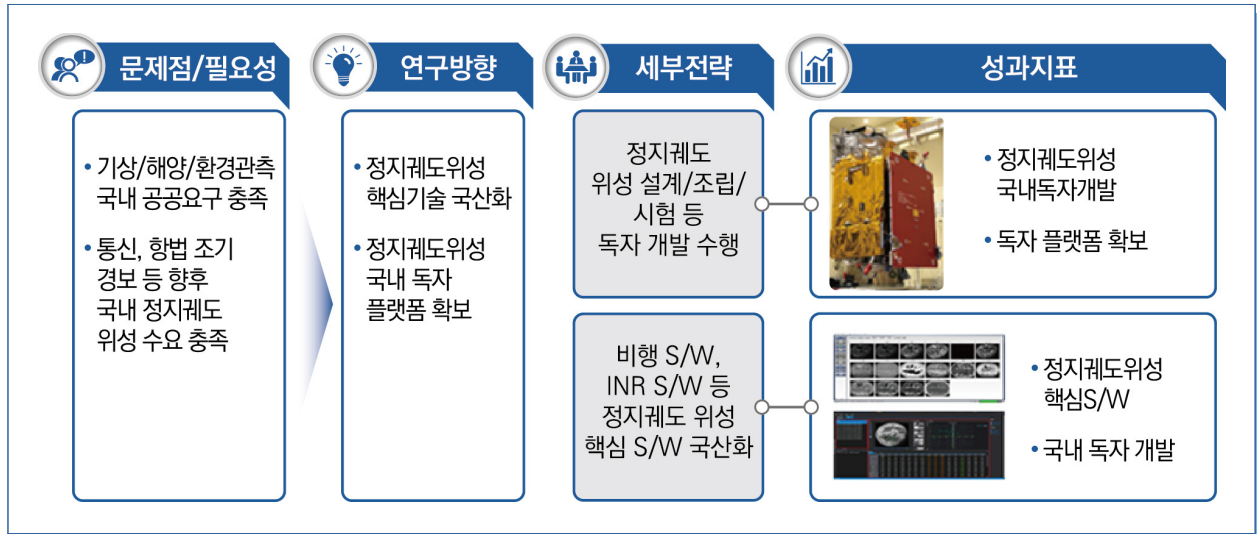 문제점/필요성
• 기상/해양/환경관측
국내 공공요구 충족
• 통신, 항법 조기
경보 등 향후
국내 정지궤도
위성 수요 충족
연구방향
• 정지궤도위성
핵심기술 국산화
• 정지궤도위성
국내 독자
플랫폼 확보
세부전략
정지궤도
위성 설계/조립/
시험 등
독자 개발 수행
비행 S/W,
INR S/W 등
정지궤도 위성
핵심 S/W 국산화
성과지표
• 정지궤도위성
국내독자개발
• 독자 플랫폼 확보
• 정지궤도위성
핵심S/W
• 국내 독자 개발